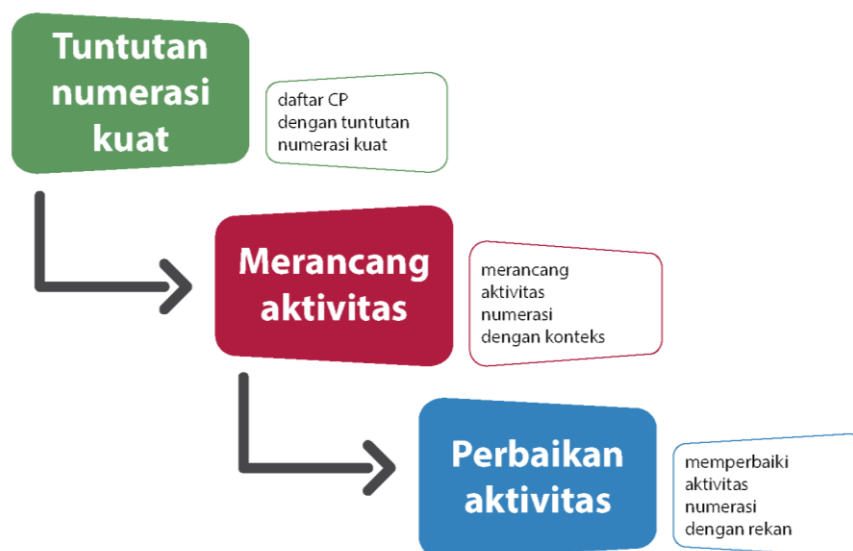 Tuntutan
numerasi
kuat
daftar CP
dengan tuntutan
numerasi kuat
Merancang
aktivitas
merancang
aktivitas
numerasi
dengan konteks
Perbaikan
aktivitas
memperbaiki
aktivitas
numerasi
dengan rekan